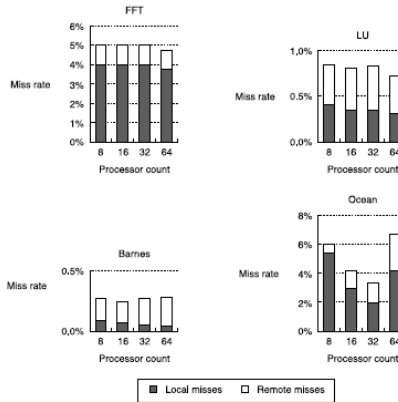 FFT
6%
5%
4%
3%
2%
1%
0%
Miss rate
8 16 32 64
Processor count
LU
1,0%
0.5%
0,0%
Miss rate
8 16 32 64
Processor count
Barnes
0.5%
0,0%
Miss rate
8 16 32 64
Processor count
Ocean
8%
6%
4%
2%
0%
Miss rate
8 16 32 64
Processor count
Local misses Remote misses